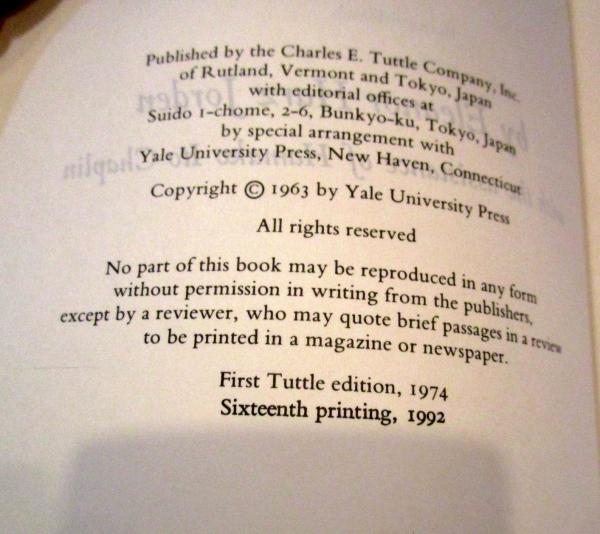 Published by the Charles E. Tuttle Company, Inc.
of Rutland, Vermont and Tokyo, Japan
with editorial offices at
Suido 1-chome, 2-6, Bunkyo-ku, Tokyo, Japan
by special arrangement with
Yale University Press, New Haven, Connecticut
Copyright © 1963 by Yale University Press
All rights reserved
No part of this book may be reproduced in any form
without permission in writing from the publishers,
except by a reviewer, who may quote brief passages in a review
to be printed in a magazine or newspaper.
First Tuttle edition, 1974
Sixteenth printing, 1992